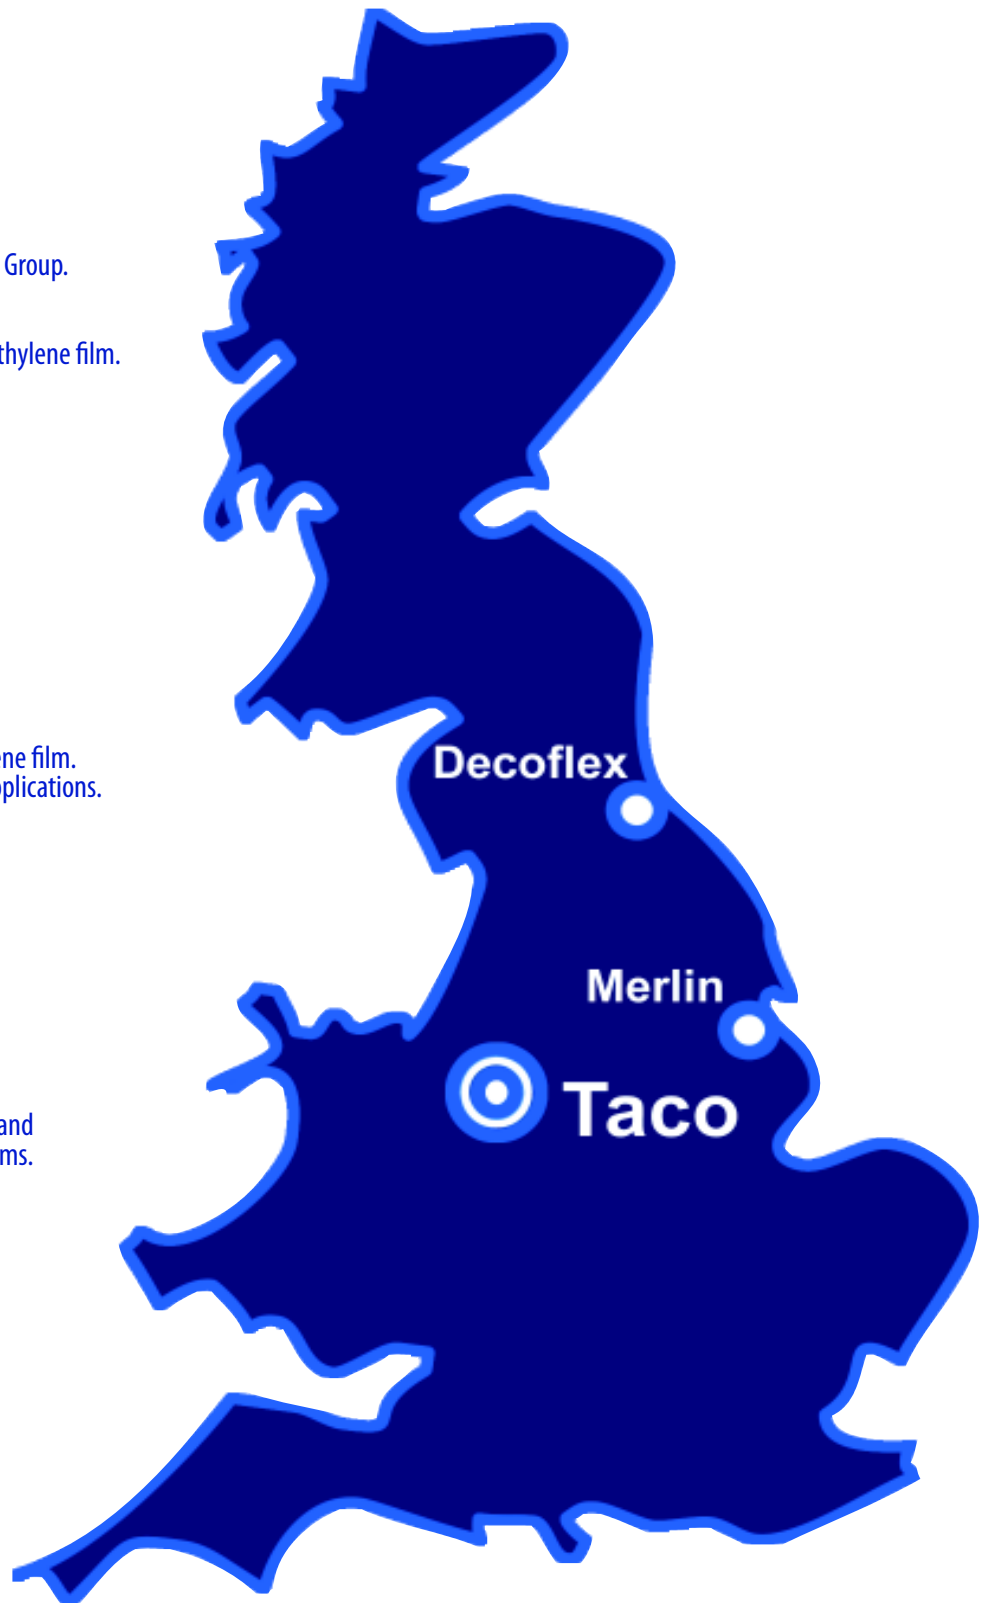 Group.
thylene film.
ne film.
plications.
and
ms.
Decoflex
Merlin
Taco